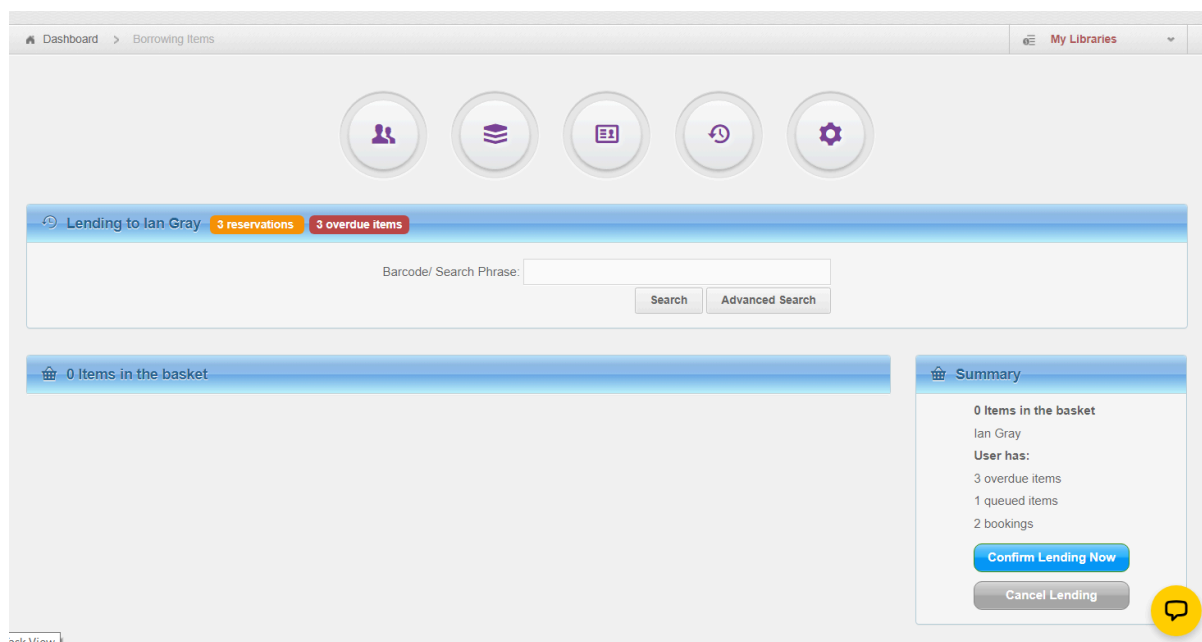 Dashboard > Borrowing Items
My Libraries
Lending to Ian Gray 3 reservations 3 overdue items
Barcode/ Search Phrase:
Search Advanced Search
0 Items in the basket
Summary
0 Items in the basket
Ian Gray
User has:
3 overdue items
1 queued items
2 bookings
Confirm Lending Now
Cancel Lending
View